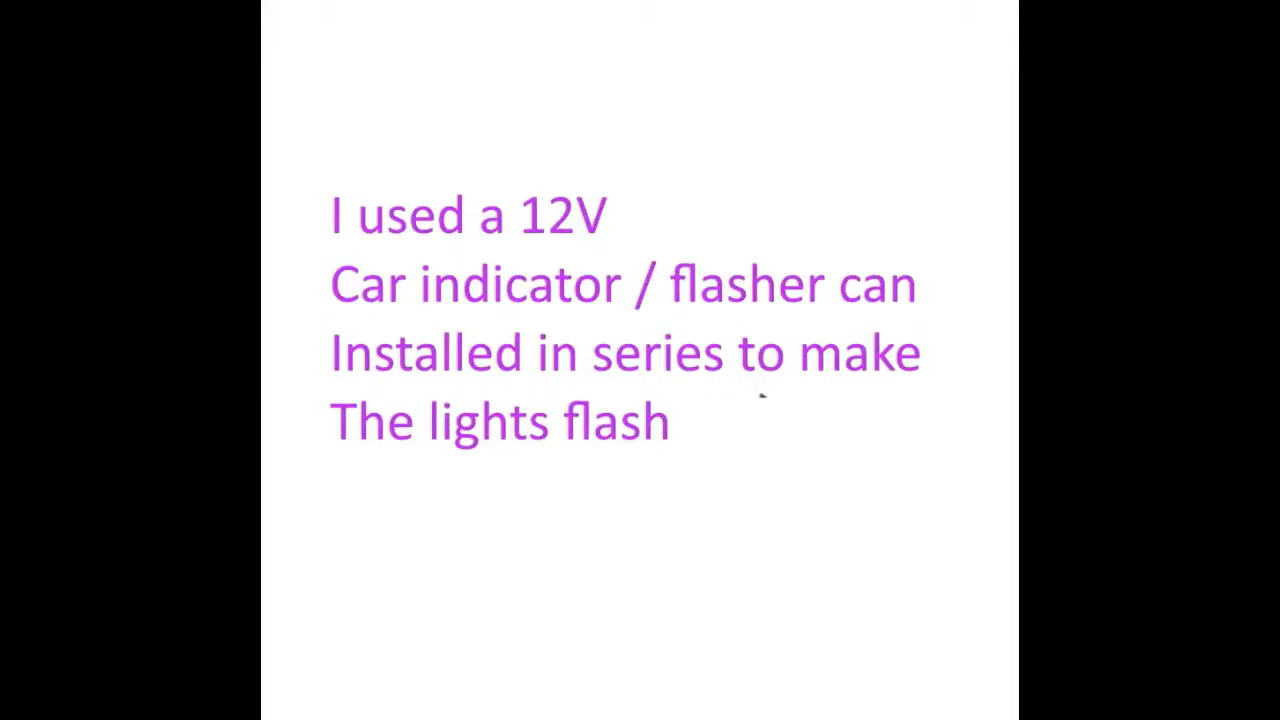 I used a 12V
Car indicator / flasher can
Installed in series to make
The lights flash